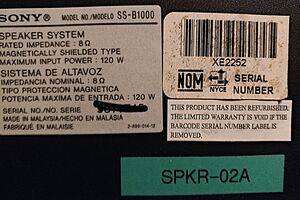 SONY® MODEL NO./MODELO SS-B1000
SPEAKER SYSTEM
RATED IMPEDANCE : 8 Ω
MAGNETICALLY SHIELDED TYPE
MAXIMUM INPUT POWER : 120 W
SISTEMA DE ALTAVOZ
IMPEDANCIA NOMINAL : 8 Ω
TIPO PROTECCION MAGNETICA
POTENCIA MAXIMA DE ENTRADA : 120 W
SERIAL NO./NO. SERIE
MADE IN MALAYSIA/HECHO EN MALASIA
FABRIQUE EN MALAISIE 2-899-014-12
XE2252
NOM NYCE SERIAL NUMBER
THIS PRODUCT HAS BEEN REFURBISHED.
THE LIMITED WARRANTY IS VOID IF THE
BARCODE SERIAL NUMBER LABEL IS
REMOVED.
SPKR-02A